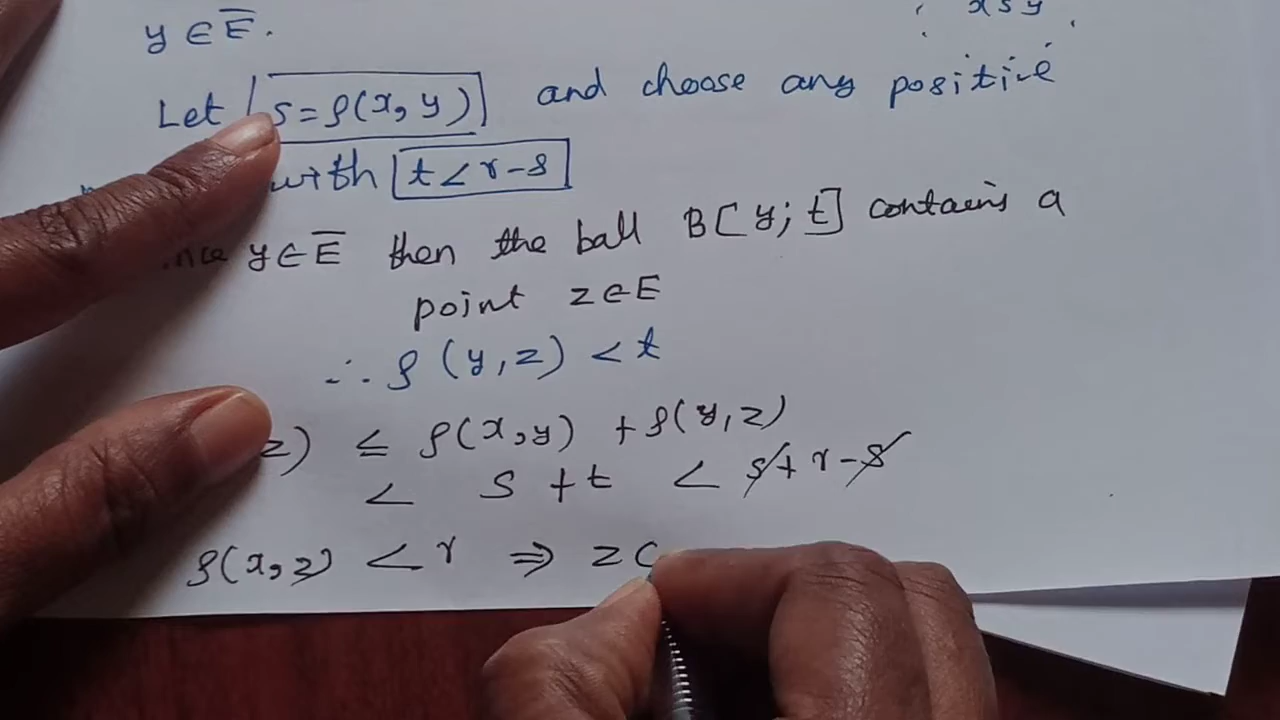 x s y
y ∈ E̅.
Let s = ρ(x, y) and choose any positive
with t < r - s
y ∈ E̅ then the ball B[y; t] contains a
point z ∈ E
∴ ρ(y, z) < t
z) ≤ ρ(x, y) + ρ(y, z)
< s + t < s + r - s
ρ(x, z) < r ⇒ z